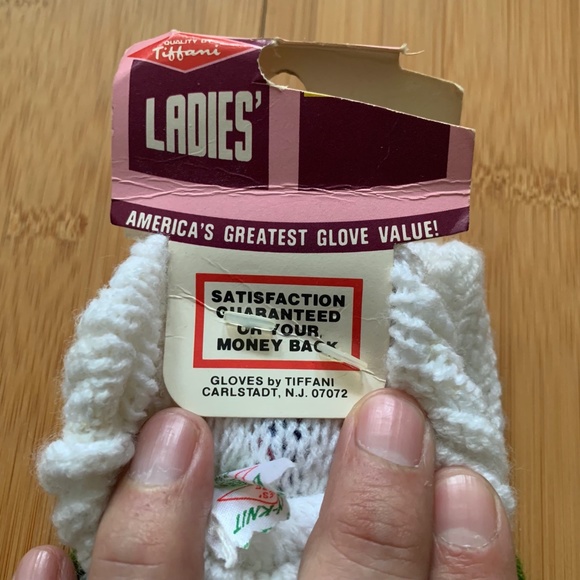 QUALITY BY
Tiffani
LADIES'
AMERICA'S GREATEST GLOVE VALUE!
SATISFACTION
GUARANTEED
OR YOUR
MONEY BACK
GLOVES by TIFFANI
CARLSTADT, N.J. 07072
KNIT